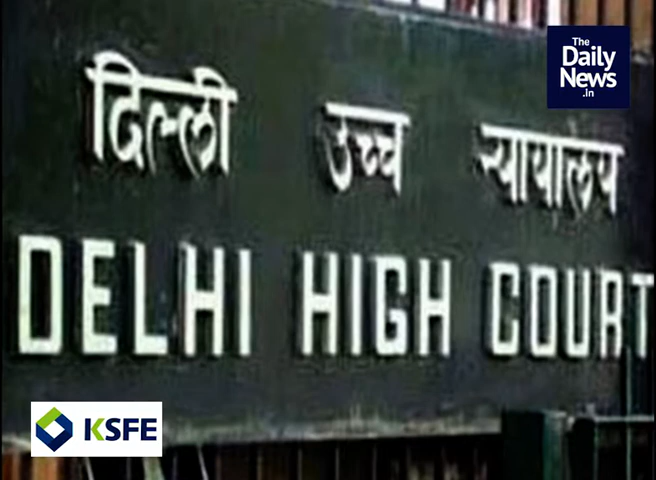 The
Daily
News
.in
दिल्ली उच्च न्यायालय
DELHI HIGH COURT
KSFE